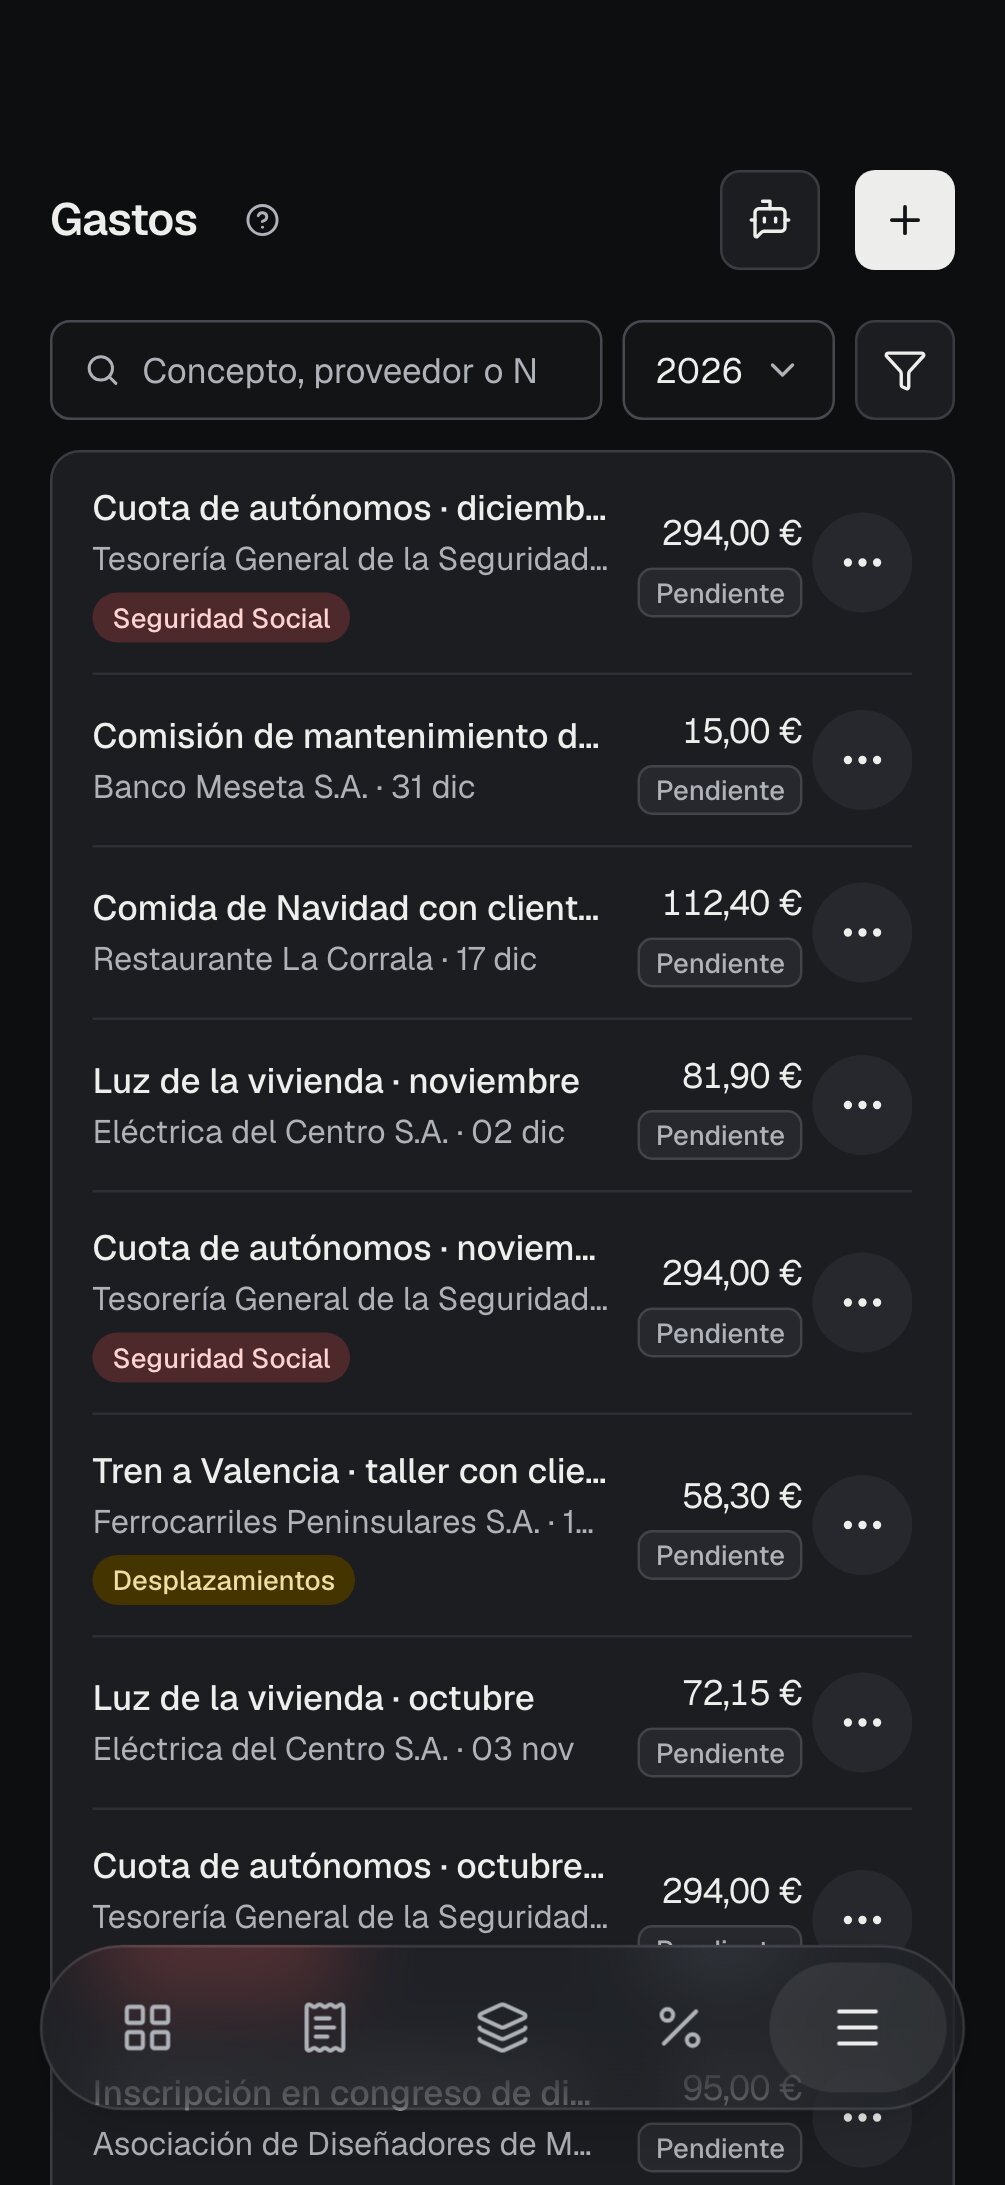 Gastos
Concepto, proveedor o N
2026
Cuota de autónomos · diciemb...
Tesorería General de la Seguridad...
Seguridad Social
294,00 €
Pendiente
Comisión de mantenimiento d...
Banco Meseta S.A. · 31 dic
15,00 €
Pendiente
Comida de Navidad con client...
Restaurante La Corrala · 17 dic
112,40 €
Pendiente
Luz de la vivienda · noviembre
Eléctrica del Centro S.A. · 02 dic
81,90 €
Pendiente
Cuota de autónomos · noviem...
Tesorería General de la Seguridad...
Seguridad Social
294,00 €
Pendiente
Tren a Valencia · taller con clie...
Ferrocarriles Peninsulares S.A. · 1...
Desplazamientos
58,30 €
Pendiente
Luz de la vivienda · octubre
Eléctrica del Centro S.A. · 03 nov
72,15 €
Pendiente
Cuota de autónomos · octubre...
Tesorería General de la Seguridad...
294,00 €
Pendiente
Inscripción en congreso de di...
Asociación de Diseñadores de M...
95,00 €
Pendiente